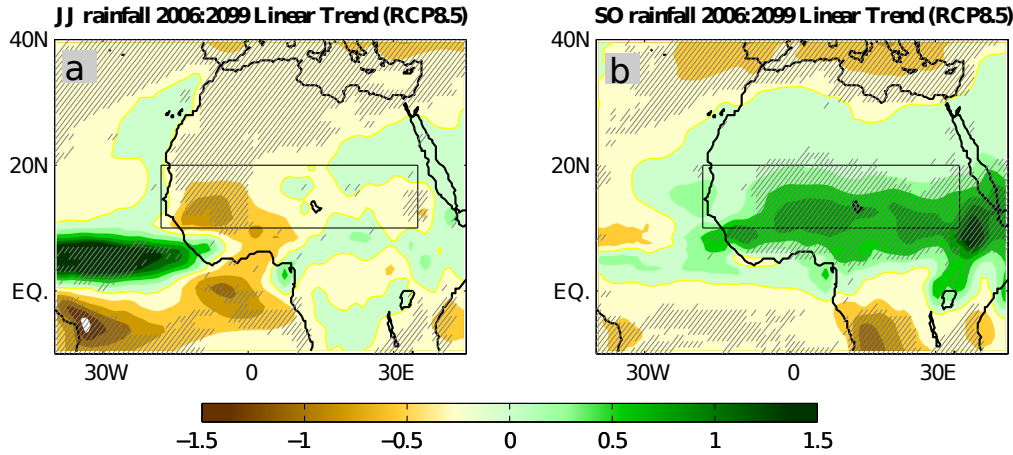 JJ rainfall 2006:2099 Linear Trend (RCP8.5)
SO rainfall 2006:2099 Linear Trend (RCP8.5)
40N
a
20N
EQ.
30W 0 30E
40N
b
20N
EQ.
30W 0 30E
−1.5 −1 −0.5 0 0.5 1 1.5